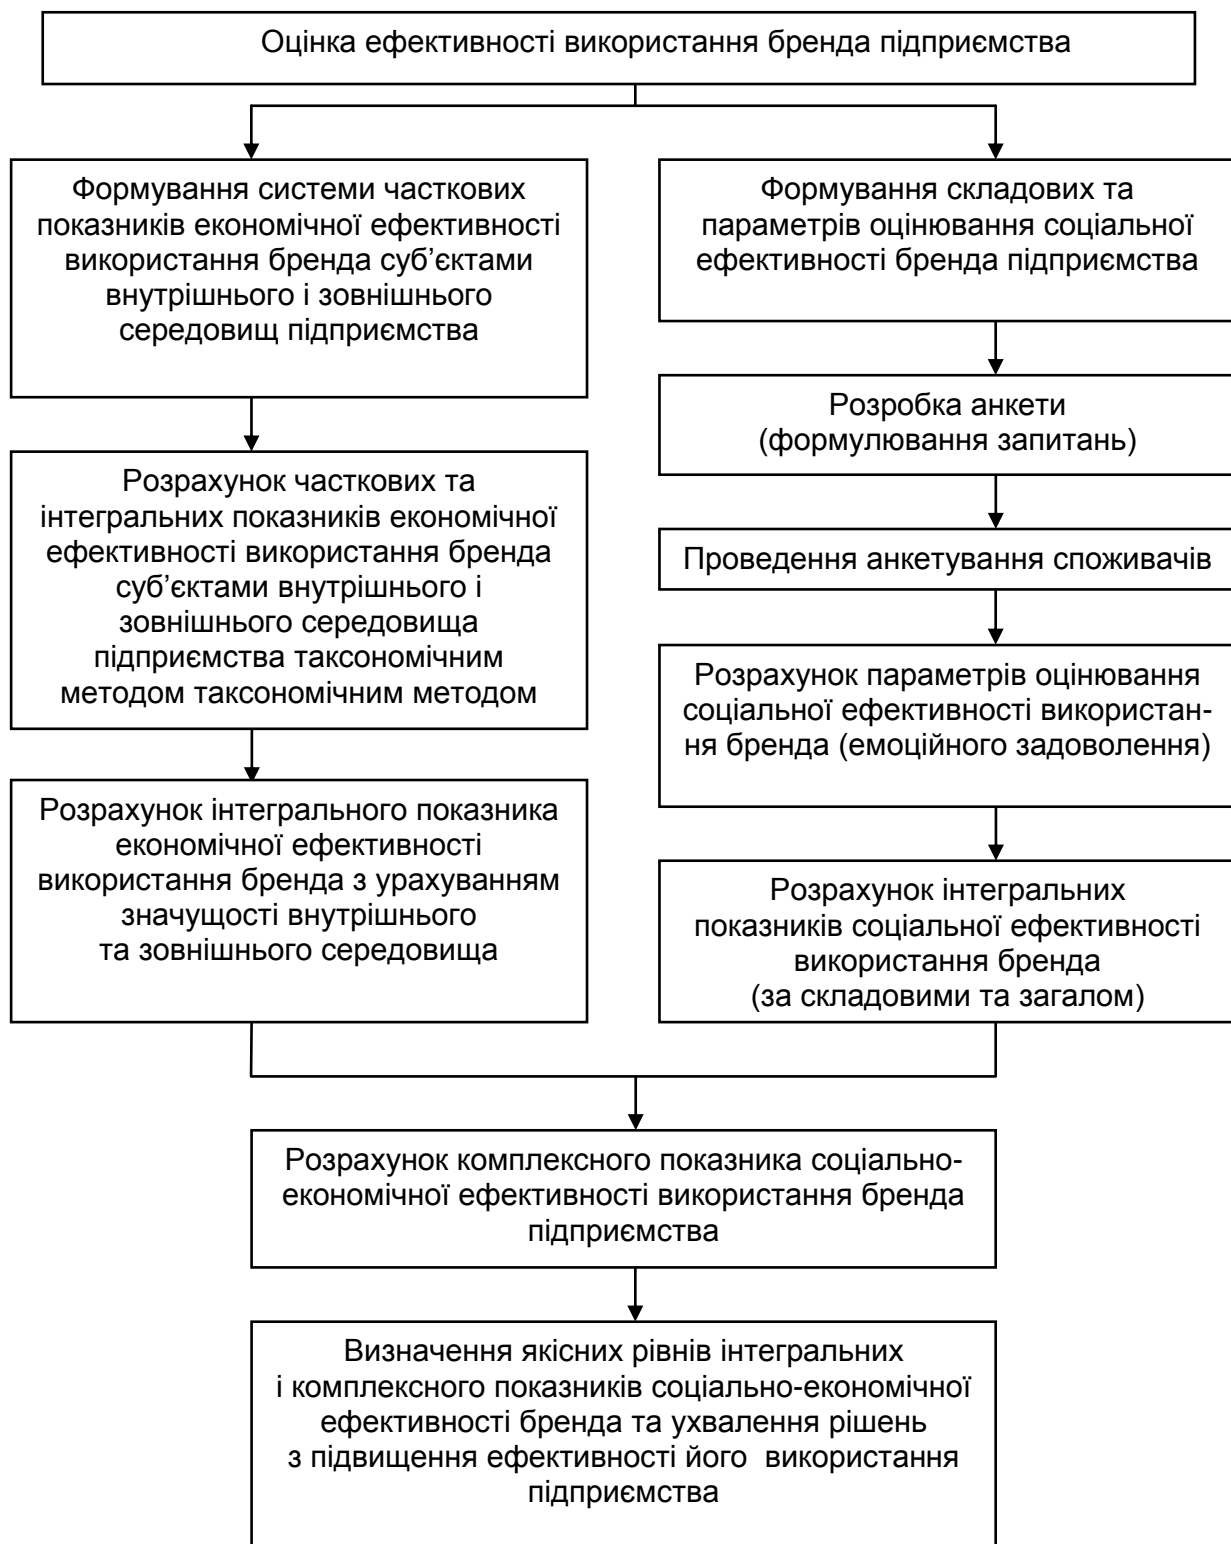 Оцінка ефективності використання бренда підприємства
Формування системи часткових
показників економічної ефективності
використання бренда суб’єктами
внутрішнього і зовнішнього
середовищ підприємства
Розрахунок часткових та
інтегральних показників економічної
ефективності використання бренда
суб’єктами внутрішнього і
зовнішнього середовища
підприємства таксономічним
методом таксономічним методом
Розрахунок інтегрального показника
економічної ефективності
використання бренда з урахуванням
значущості внутрішнього
та зовнішнього середовища
Формування складових та
параметрів оцінювання соціальної
ефективності бренда підприємства
Розробка анкети
(формулювання запитань)
Проведення анкетування споживачів
Розрахунок параметрів оцінювання
соціальної ефективності використан-
ня бренда (емоційного задоволення)
Розрахунок інтегральних
показників соціальної ефективності
використання бренда
(за складовими та загалом)
Розрахунок комплексного показника соціально-
економічної ефективності використання бренда
підприємства
Визначення якісних рівнів інтегральних
і комплексного показників соціально-економічної
ефективності бренда та ухвалення рішень
з підвищення ефективності його використання
підприємства